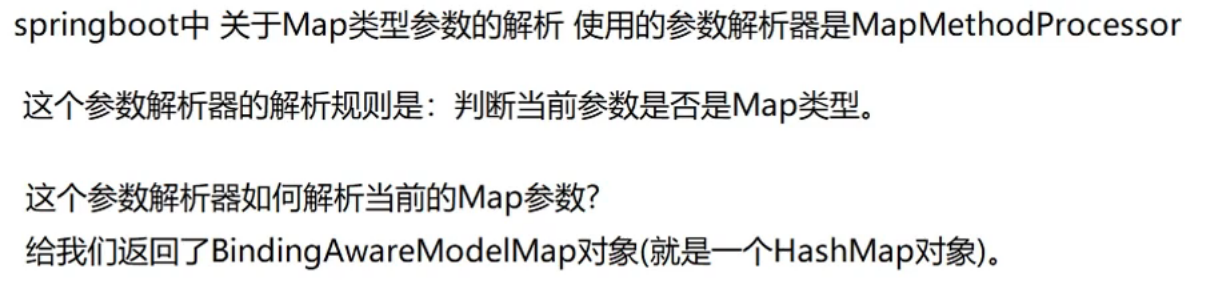 springboot中 关于Map类型参数的解析 使用的参数解析器是MapMethodProcessor
这个参数解析器的解析规则是：判断当前参数是否是Map类型。
这个参数解析器如何解析当前的Map参数?
给我们返回了BindingAwareModelMap对象(就是一个HashMap对象)。